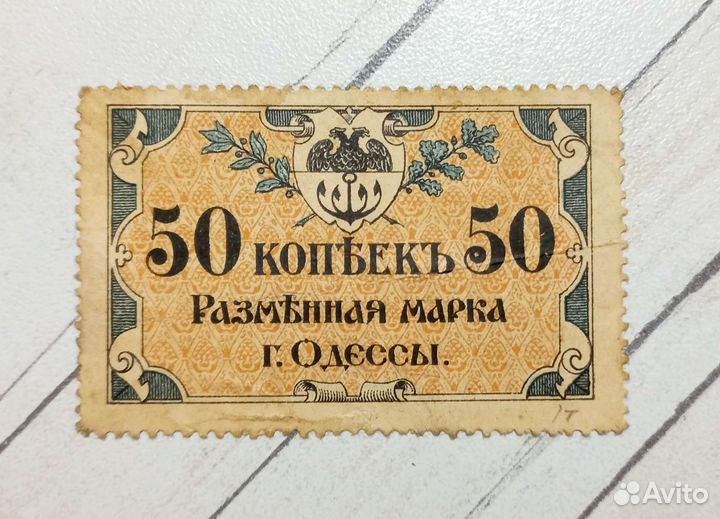 50 КОПѢЕКЪ 50
РАЗМѢННАЯ МАРКА
Г. ОДЕССЫ.
Avito